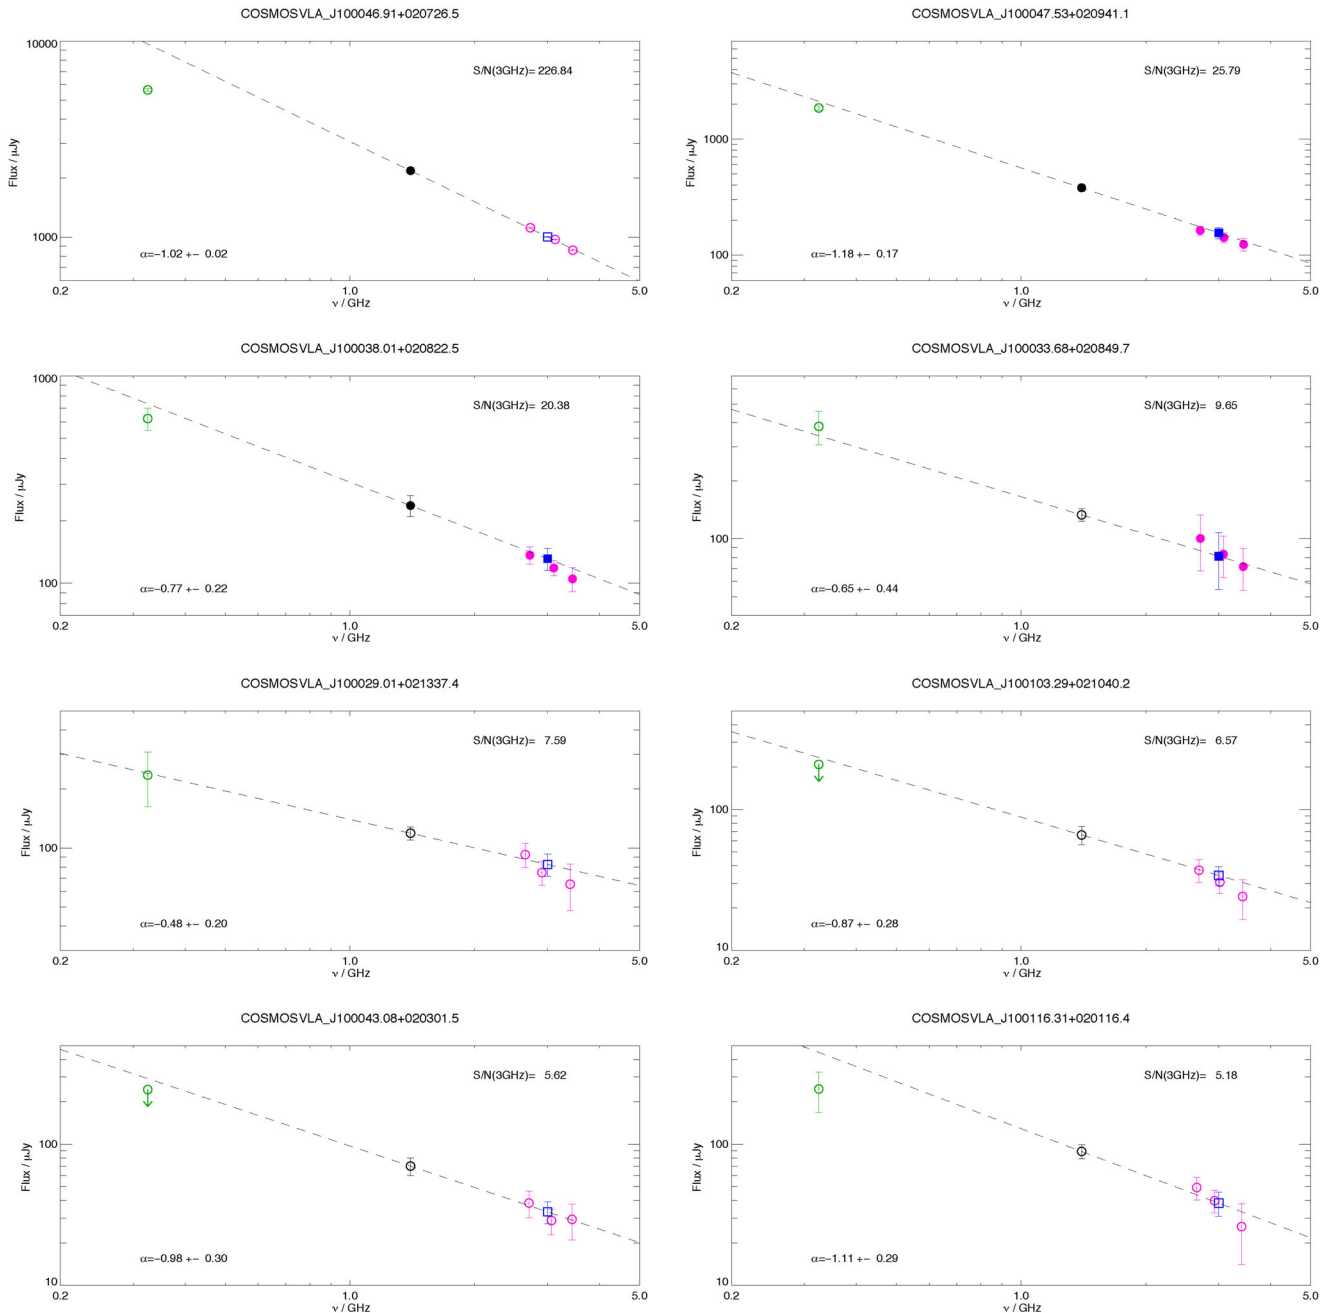 COSMOSVLA_J100046.91+020726.5
10000
1000
Flux / μJy
S/N(3GHz)= 226.84
α=−1.02 +− 0.02
0.2
1.0
5.0
ν / GHz
COSMOSVLA_J100047.53+020941.1
1000
100
Flux / μJy
S/N(3GHz)= 25.79
α=−1.18 +− 0.17
0.2
1.0
5.0
ν / GHz
COSMOSVLA_J100038.01+020822.5
1000
100
Flux / μJy
S/N(3GHz)= 20.38
α=−0.77 +− 0.22
0.2
1.0
5.0
ν / GHz
COSMOSVLA_J100033.68+020849.7
100
Flux / μJy
S/N(3GHz)= 9.65
α=−0.65 +− 0.44
0.2
1.0
5.0
ν / GHz
COSMOSVLA_J100029.01+021337.4
100
Flux / μJy
S/N(3GHz)= 7.59
α=−0.48 +− 0.20
0.2
1.0
5.0
ν / GHz
COSMOSVLA_J100103.29+021040.2
100
10
Flux / μJy
S/N(3GHz)= 6.57
α=−0.87 +− 0.28
0.2
1.0
5.0
ν / GHz
COSMOSVLA_J100043.08+020301.5
100
10
Flux / μJy
S/N(3GHz)= 5.62
α=−0.98 +− 0.30
0.2
1.0
5.0
ν / GHz
COSMOSVLA_J100116.31+020116.4
100
10
Flux / μJy
S/N(3GHz)= 5.18
α=−1.11 +− 0.29
0.2
1.0
5.0
ν / GHz